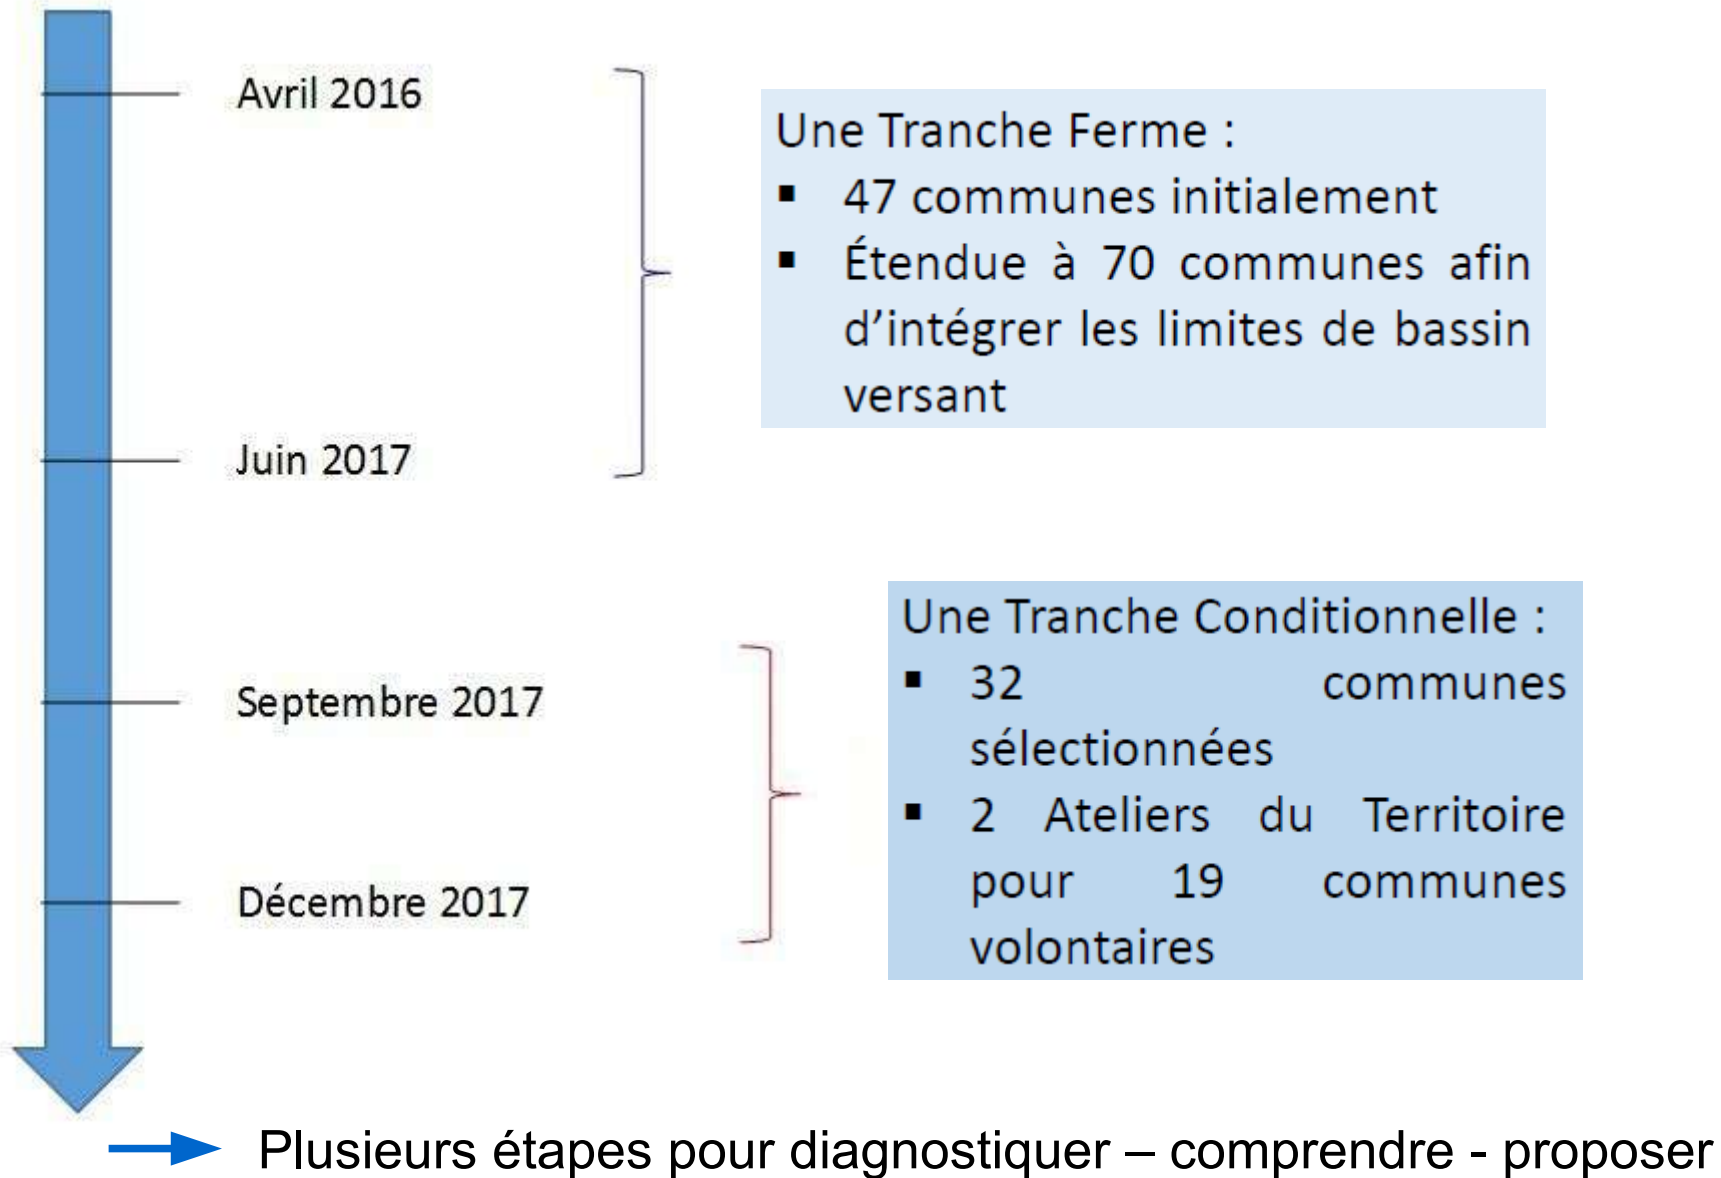 Avril 2016
Une Tranche Ferme :
▪ 47 communes initialement
▪ Étendue à 70 communes afin
d’intégrer les limites de bassin
versant
Juin 2017
Une Tranche Conditionnelle :
▪ 32 communes
sélectionnées
Septembre 2017
▪ 2 Ateliers du Territoire
pour 19 communes
volontaires
Décembre 2017
Plusieurs étapes pour diagnostiquer – comprendre - proposer